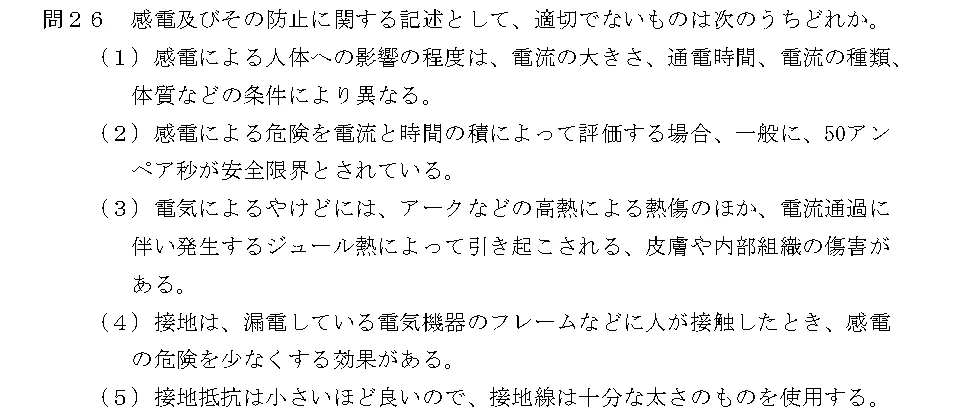 問２６　感電及びその防止に関する記述として、適切でないものは次のうちどれか。
（１）感電による人体への影響の程度は、電流の大きさ、通電時間、電流の種類、
体質などの条件により異なる。
（２）感電による危険を電流と時間の積によって評価する場合、一般に、50アン
ペア秒が安全限界とされている。
（３）電気によるやけどには、アークなどの高熱による熱傷のほか、電流通過に
伴い発生するジュール熱によって引き起こされる、皮膚や内部組織の傷害が
ある。
（４）接地は、漏電している電気機器のフレームなどに人が接触したとき、感電
の危険を少なくする効果がある。
（５）接地抵抗は小さいほど良いので、接地線は十分な太さのものを使用する。